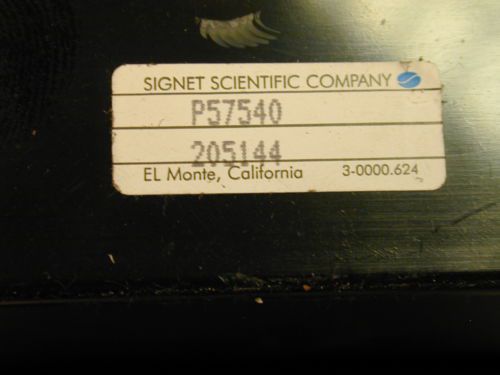 SIGNET SCIENTIFIC COMPANY
P57540
205144
EL Monte, California 3-0000.624